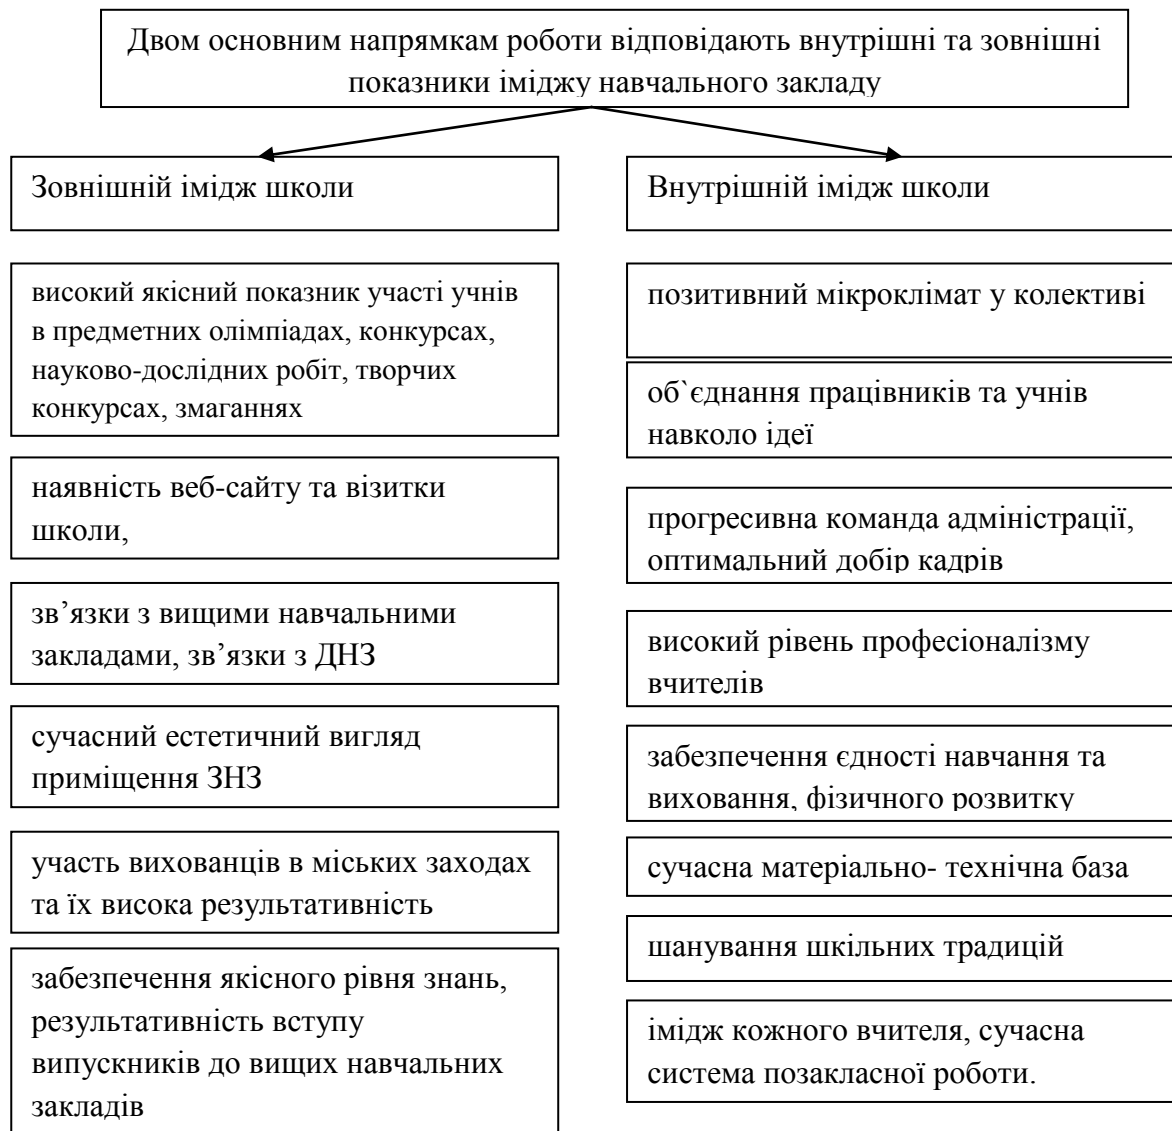 Двом основним напрямкам роботи відповідають внутрішні та зовнішні
показники іміджу навчального закладу
Зовнішній імідж школи
високий якісний показник участі учнів
в предметних олімпіадах, конкурсах,
науково-дослідних робіт, творчих
конкурсах, змаганнях
наявність веб-сайту та візитки
школи,
зв’язки з вищими навчальними
закладами, зв’язки з ДНЗ
сучасний естетичний вигляд
приміщення ЗНЗ
участь вихованців в міських заходах
та їх висока результативність
забезпечення якісного рівня знань,
результативність вступу
випускників до вищих навчальних
закладів
Внутрішній імідж школи
позитивний мікроклімат у колективі
об`єднання працівників та учнів
навколо ідеї
прогресивна команда адміністрації,
оптимальний добір кадрів
високий рівень професіоналізму
вчителів
забезпечення єдності навчання та
виховання, фізичного розвитку
сучасна матеріально- технічна база
шанування шкільних традицій
імідж кожного вчителя, сучасна
система позакласної роботи.